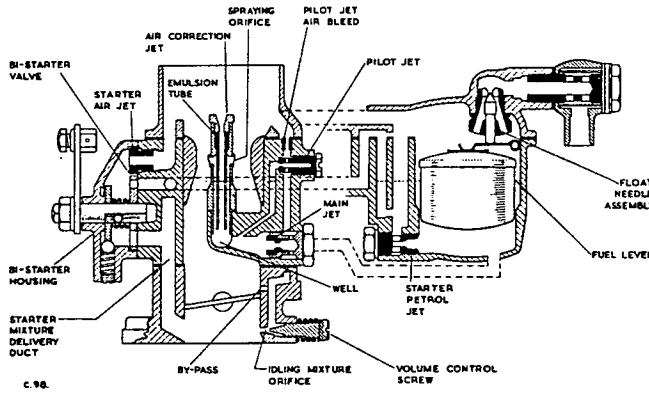 SPRAYING
ORIFICE
PILOT JET
AIR BLEED
AIR CORRECTION
JET
BI-STARTER
VALVE
PILOT JET
EMULSION
TUBE
STARTER
AIR JET
FLOAT
NEEDLE
ASSEMBL
MAIN
JET
BI-STARTER
HOUSING
FUEL LEVEL
WELL
STARTER
PETROL
JET
STARTER
MIXTURE
DELIVERY
DUCT
BY-PASS
IDLING MIXTURE
ORIFICE
VOLUME CONTROL
SCREW
C.98.